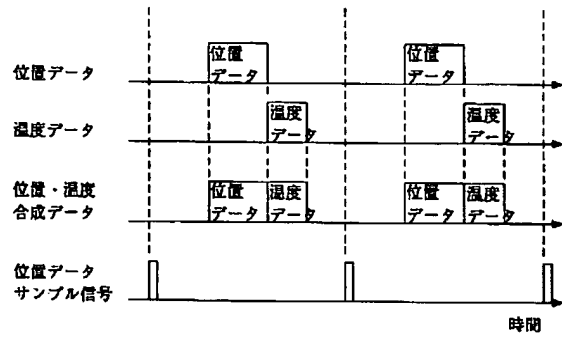 位置
データ
位置
データ
位置データ
温度
データ
温度
データ
温度データ
位置・温度
合成データ
位置
データ
温度
データ
位置
データ
温度
データ
位置データ
サンプル信号
時間